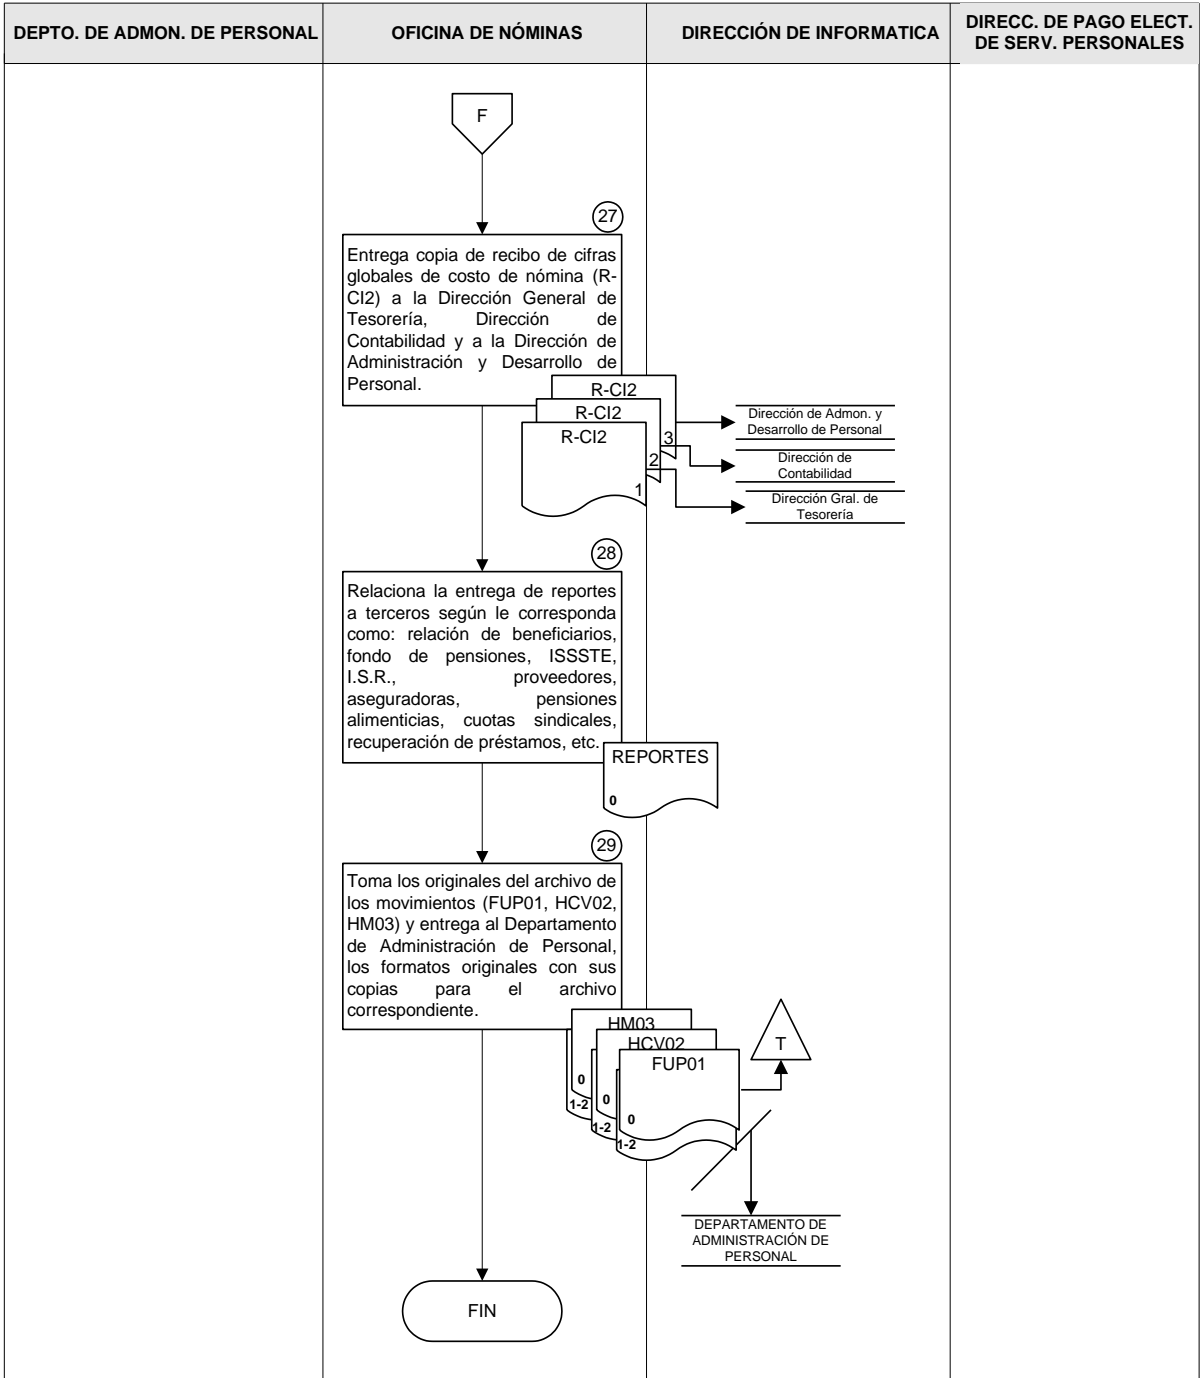 DEPTO. DE ADMON. DE PERSONAL
OFICINA DE NÓMINAS
DIRECCIÓN DE INFORMATICA
DIRECC. DE PAGO ELECT.
DE SERV. PERSONALES
F
27
Entrega copia de recibo de cifras
globales de costo de nómina (R-
CI2) a la Dirección General de
Tesorería, Dirección de
Contabilidad y a la Dirección de
Administración y Desarrollo de
Personal.
R-CI2
R-CI2
R-CI2
3
2
1
Dirección de Admon. y
Desarrollo de Personal
Dirección de
Contabilidad
Dirección Gral. de
Tesorería
28
Relaciona la entrega de reportes
a terceros según le corresponda
como: relación de beneficiarios,
fondo de pensiones, ISSSTE,
I.S.R., proveedores,
aseguradoras, pensiones
alimenticias, cuotas sindicales,
recuperación de préstamos, etc.
REPORTES
0
29
Toma los originales del archivo de
los movimientos (FUP01, HCV02,
HM03) y entrega al Departamento
de Administración de Personal,
los formatos originales con sus
copias para el archivo
correspondiente.
HM03
HCV02
FUP01
0
1-2
0
1-2
0
1-2
T
DEPARTAMENTO DE
ADMINISTRACIÓN DE
PERSONAL
FIN